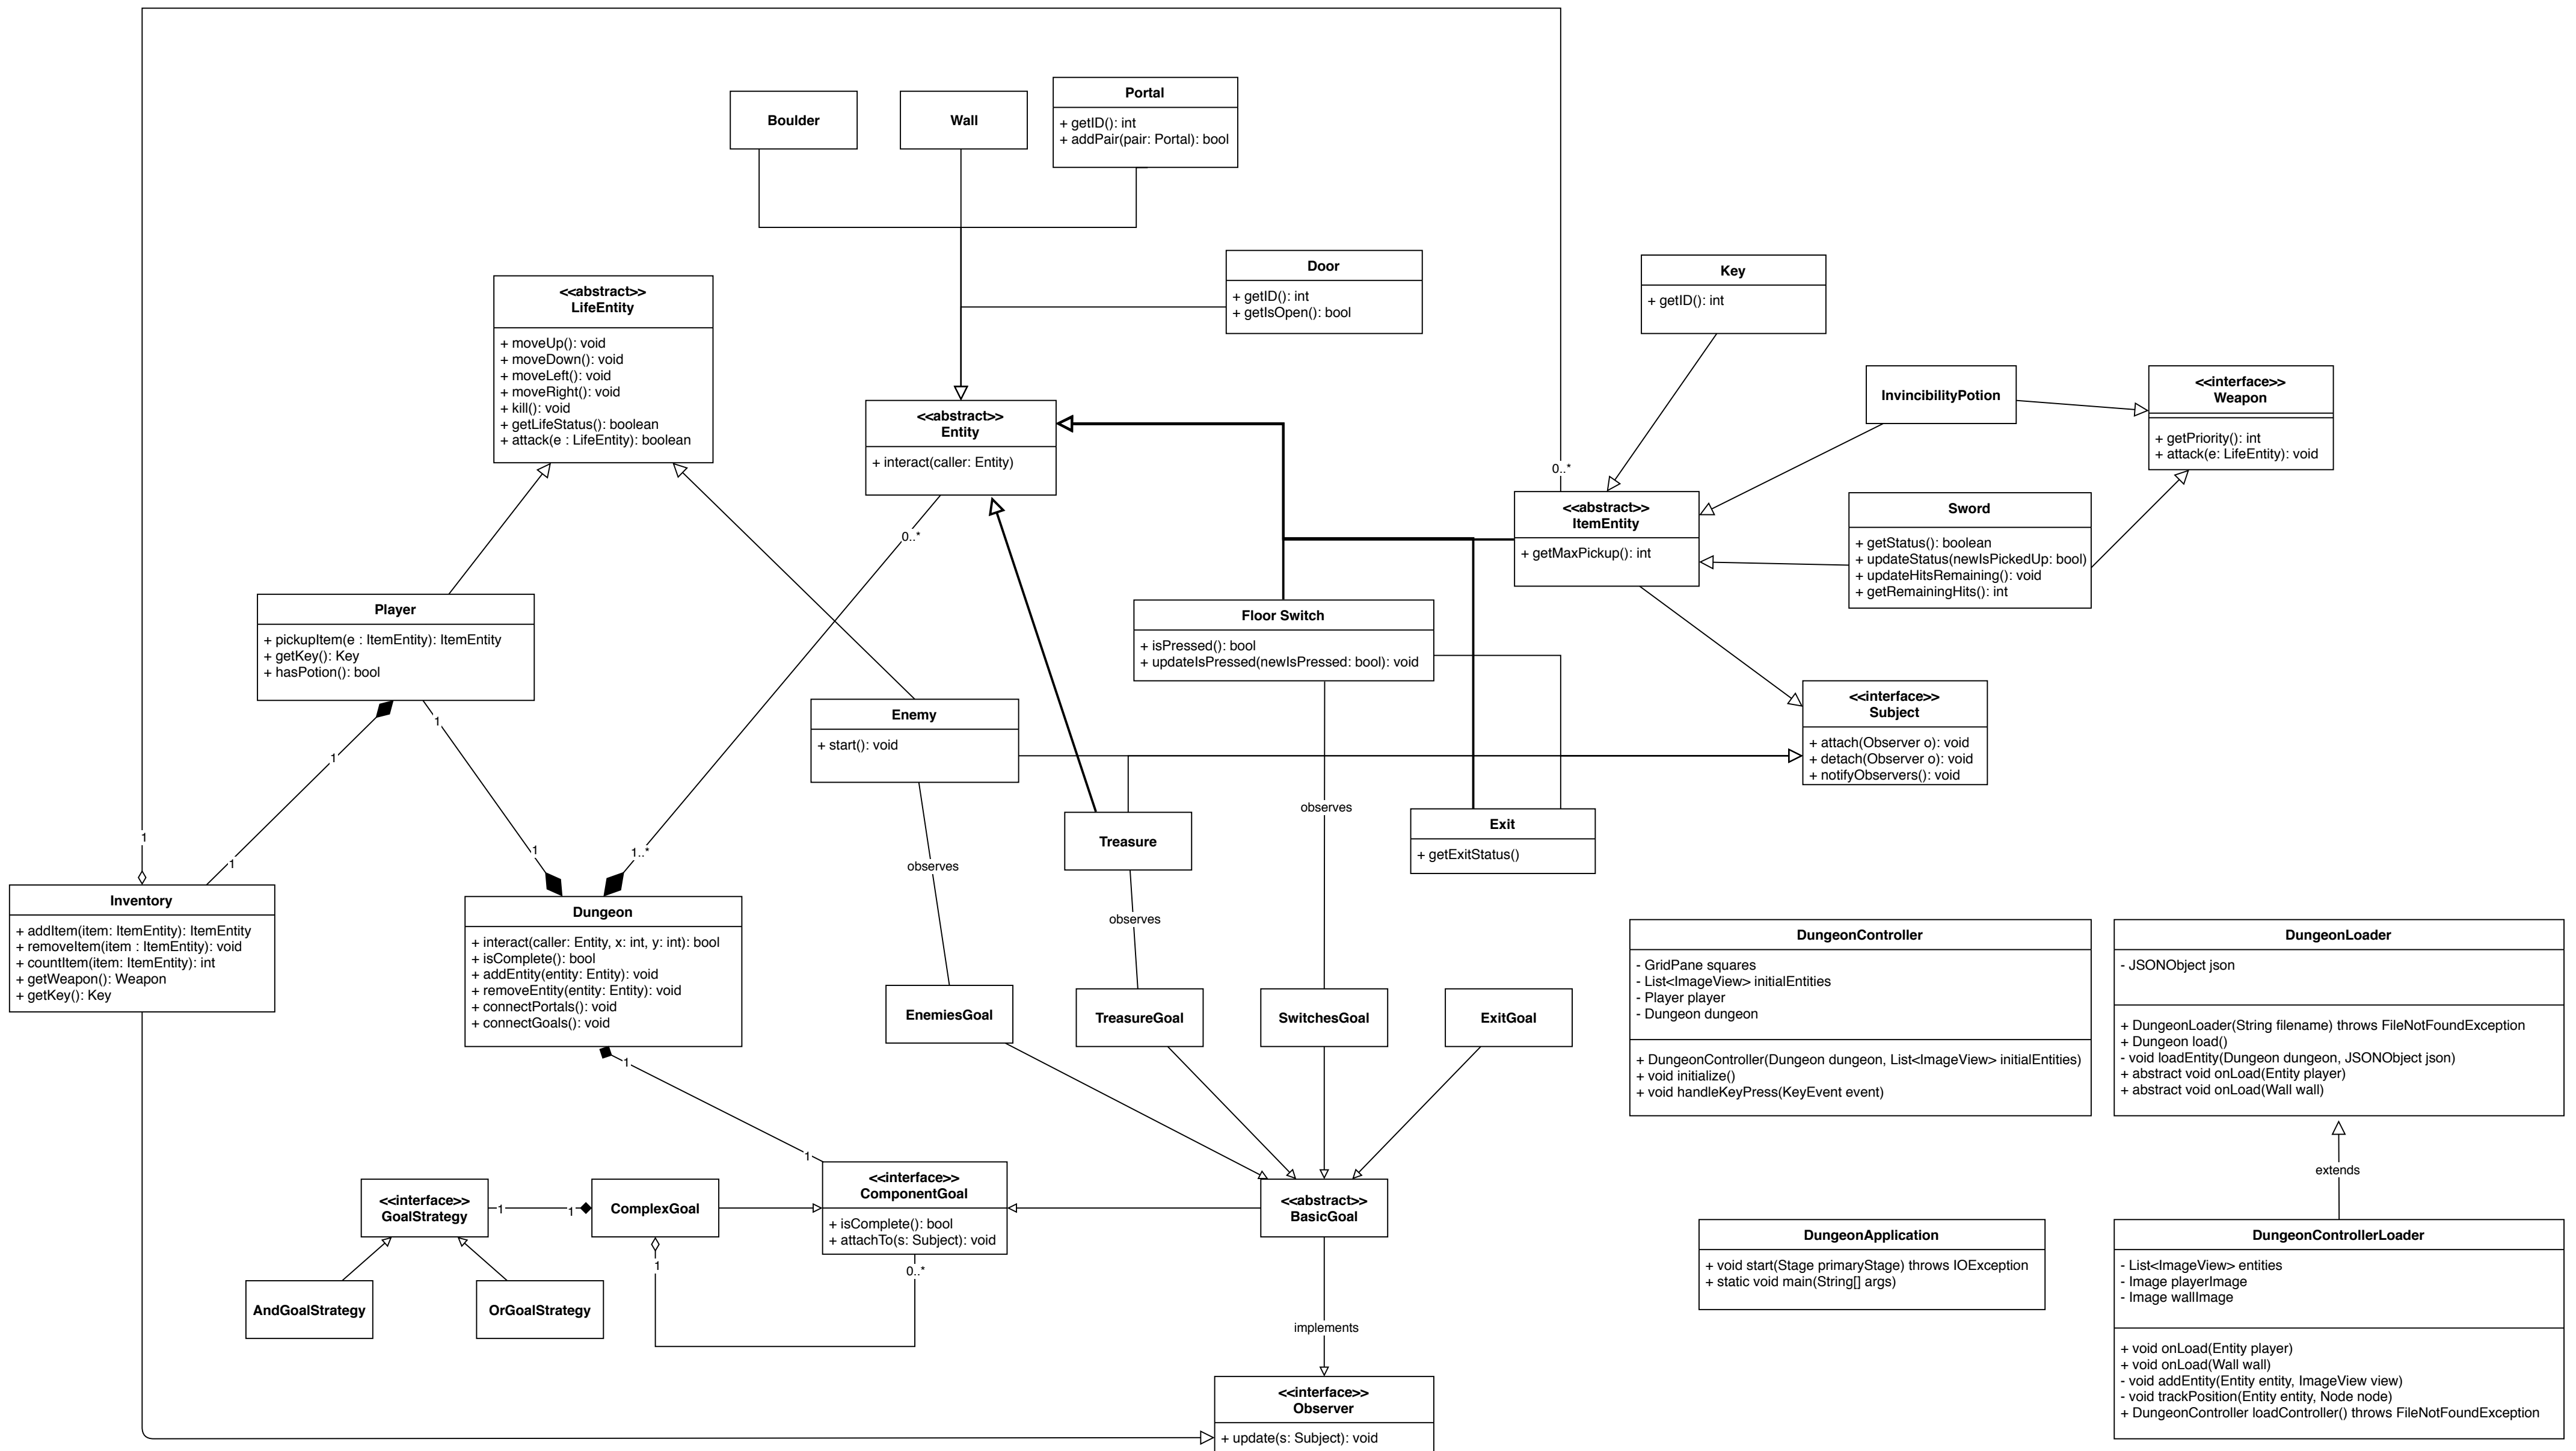 Boulder
Wall
Portal
+ getID(): int
+ addPair(pair: Portal): bool
Door
+ getID(): int
+ getIsOpen(): bool
<<abstract>>
LifeEntity
+ moveUp(): void
+ moveDown(): void
+ moveLeft(): void
+ moveRight(): void
+ kill(): void
+ getLifeStatus(): boolean
+ attack(e : LifeEntity): boolean
<<abstract>>
Entity
+ interact(caller: Entity)
Key
+ getID(): int
InvincibilityPotion
<<interface>>
Weapon
+ getPriority(): int
+ attack(e: LifeEntity): void
0..*
<<abstract>>
ItemEntity
+ getMaxPickup(): int
Sword
+ getStatus(): boolean
+ updateStatus(newIsPickedUp: bool)
+ updateHitsRemaining(): void
+ getRemainingHits(): int
0..*
Player
+ pickupItem(e : ItemEntity): ItemEntity
+ getKey(): Key
+ hasPotion(): bool
Floor Switch
+ isPressed(): bool
+ updateIsPressed(newIsPressed: bool): void
<<interface>>
Subject
+ attach(Observer o): void
+ detach(Observer o): void
+ notifyObservers(): void
Enemy
+ start(): void
1
1
observes
Treasure
Exit
+ getExitStatus()
1
1
1
1..*
observes
observes
Inventory
+ addItem(item: ItemEntity): ItemEntity
+ removeItem(item : ItemEntity): void
+ countItem(item: ItemEntity): int
+ getWeapon(): Weapon
+ getKey(): Key
Dungeon
+ interact(caller: Entity, x: int, y: int): bool
+ isComplete(): bool
+ addEntity(entity: Entity): void
+ removeEntity(entity: Entity): void
+ connectPortals(): void
+ connectGoals(): void
EnemiesGoal
TreasureGoal
SwitchesGoal
ExitGoal
DungeonController
- GridPane squares
- List<ImageView> initialEntities
- Player player
- Dungeon dungeon
+ DungeonController(Dungeon dungeon, List<ImageView> initialEntities)
+ void initialize()
+ void handleKeyPress(KeyEvent event)
DungeonLoader
- JSONObject json
+ DungeonLoader(String filename) throws FileNotFoundException
+ Dungeon load()
- void loadEntity(Dungeon dungeon, JSONObject json)
+ abstract void onLoad(Entity player)
+ abstract void onLoad(Wall wall)
1
1
extends
<<interface>>
GoalStrategy
1
1
ComplexGoal
<<interface>>
ComponentGoal
+ isComplete(): bool
+ attachTo(s: Subject): void
<<abstract>>
BasicGoal
1
0..*
AndGoalStrategy
OrGoalStrategy
implements
DungeonApplication
+ void start(Stage primaryStage) throws IOException
+ static void main(String[] args)
DungeonControllerLoader
- List<ImageView> entities
- Image playerImage
- Image wallImage
+ void onLoad(Entity player)
+ void onLoad(Wall wall)
- void addEntity(Entity entity, ImageView view)
- void trackPosition(Entity entity, Node node)
+ DungeonController loadController() throws FileNotFoundException
<<interface>>
Observer
+ update(s: Subject): void